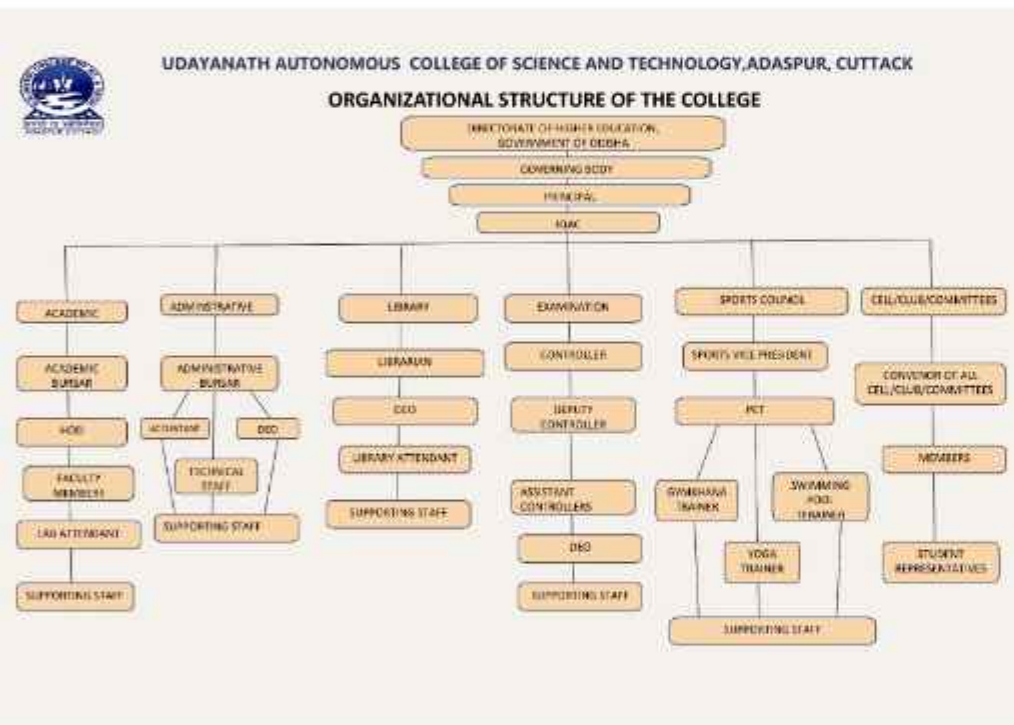 UDAYANATH AUTONOMOUS COLLEGE OF SCIENCE AND TECHNOLOGY,ADASPUR, CUTTACK
ORGANIZATIONAL STRUCTURE OF THE COLLEGE
DIRECTORATE OF HIGHER EDUCATION,
GOVERNMENT OF ODISHA
GOVERNING BODY
PRINCIPAL
IQAC
ACADEMIC
ADMINSTRATIVE
LIBRARY
EXAMINATION
SPORTS COUNCIL
CELL/CLUB/COMMITTEES
ACADEMIC
BURSAR
ADMINISTRATIVE
BURSAR
LIBRARIAN
CONTROLLER
SPORTS VICE PRESIDENT
CONVENOR OF ALL
CELL/CLUB/COMMITTEES
HOD
DEO
DEO
DEPUTY
CONTROLLER
PET
FACULTY
TECHNICAL
STAFF
LIBRARY ATTENDANT
MEMBERS
ASSISTANT
CONTROLLERS
GYMKHANA
TRAINER
SWIMMING
POOL
LAB ATTENDANT
SUPPORTING STAFF
SUPPORTING STAFF
DEO
YOGA
TRAINER
STUDENT
REPRESENTATIVES
SUPPORTING STAFF
SUPPORTING STAFF
SUPPORTING STAFF